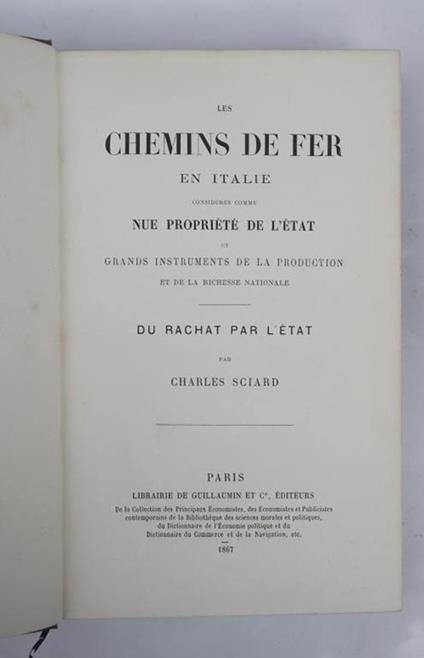 LES
CHEMINS DE FER
EN ITALIE
CONSIDÉRÉS COMME
NUE PROPRIÉTÉ DE L'ÉTAT
ET
GRANDS INSTRUMENTS DE LA PRODUCTION
ET DE LA RICHESSE NATIONALE
DU RACHAT PAR L'ÉTAT
PAR
CHARLES SCIARD
PARIS
LIBRAIRIE DE GUILLAUMIN ET Cie, ÉDITEURS
De la Collection des Principaux Économistes, des Économistes et Publicistes
contemporains de la Bibliothèque des sciences morales et politiques,
du Dictionnaire de l'Économie politique et du
Dictionnaire du Commerce et de la Navigation, etc.
1867